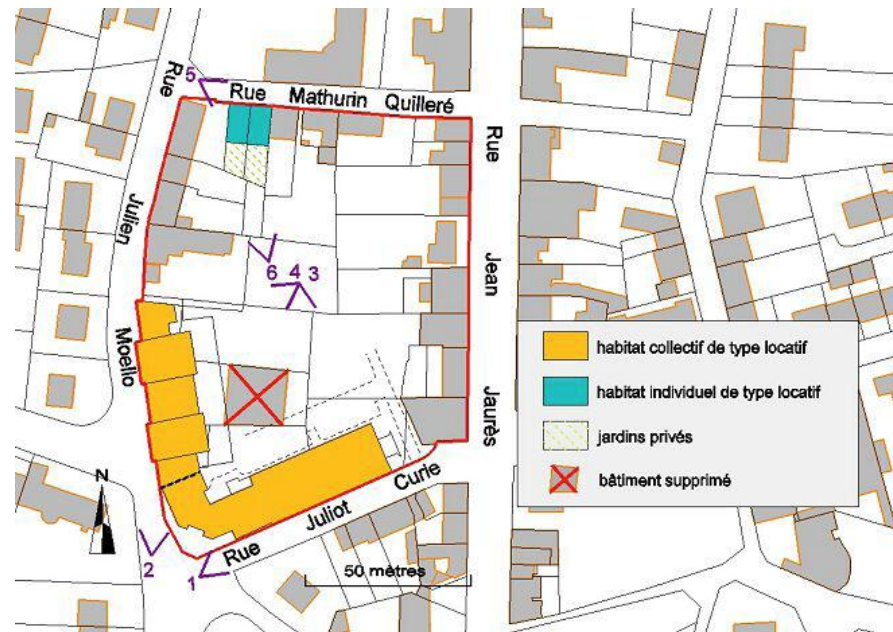 5
Rue Mathurin Quilleré
Rue Julien Moello
Rue Jean Jaurès
6 4 3
habitat collectif de type locatif
habitat individuel de type locatif
jardins privés
bâtiment supprimé
N
2
1
Rue Juliot Curie
50 mètres